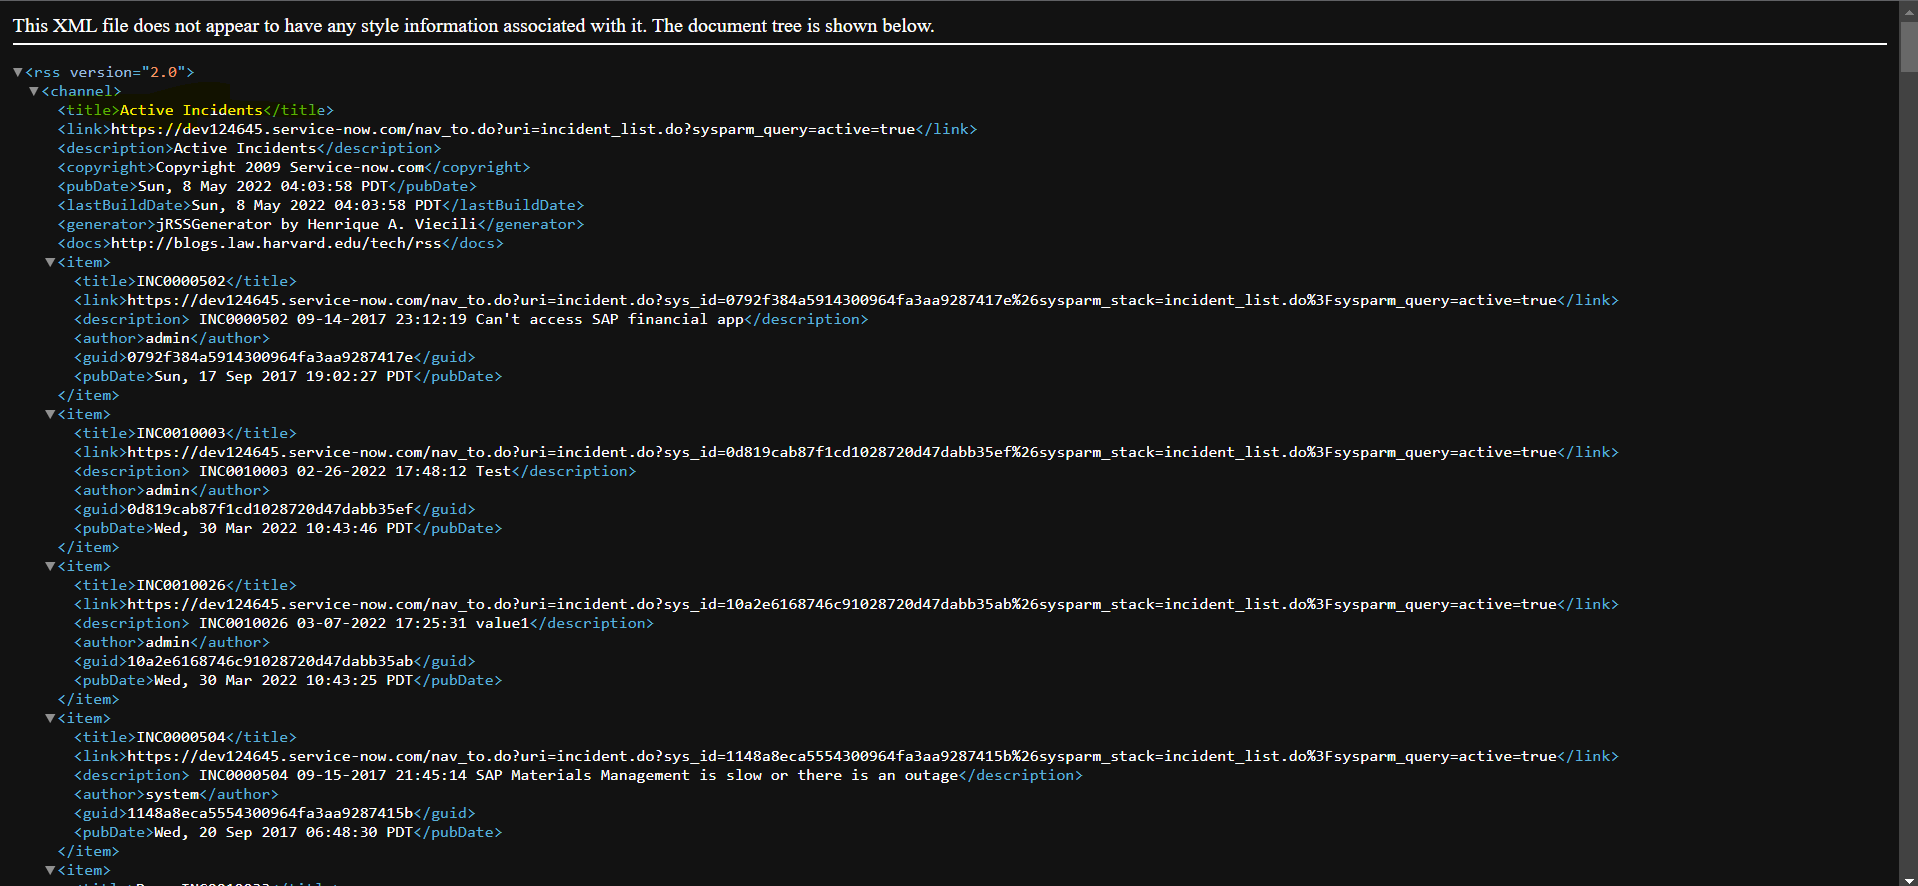 This XML file does not appear to have any style information associated with it. The document tree is shown below.
▼<rss version="2.0">
▼<channel>
<title>Active Incidents</title>
<link>https://dev124645.service-now.com/nav_to.do?uri=incident_list.do?sysparm_query=active=true</link>
<description>Active Incidents</description>
<copyright>Copyright 2009 Service-now.com</copyright>
<pubDate>Sun, 8 May 2022 04:03:58 PDT</pubDate>
<lastBuildDate>Sun, 8 May 2022 04:03:58 PDT</lastBuildDate>
<generator>jRSSGenerator by Henrique A. Viecili</generator>
<docs>http://blogs.law.harvard.edu/tech/rss</docs>
▼<item>
<title>INC0000502</title>
<link>https://dev124645.service-now.com/nav_to.do?uri=incident.do?sys_id=0792f384a5914300964fa3aa9287417e%26sysparm_stack=incident_list.do%3Fsysparm_query=active=true</link>
<description> INC0000502 09-14-2017 23:12:19 Can't access SAP financial app</description>
<author>admin</author>
<guid>0792f384a5914300964fa3aa9287417e</guid>
<pubDate>Sun, 17 Sep 2017 19:02:27 PDT</pubDate>
</item>
▼<item>
<title>INC0010003</title>
<link>https://dev124645.service-now.com/nav_to.do?uri=incident.do?sys_id=0d819cab87f1cd1028720d47dabb35ef%26sysparm_stack=incident_list.do%3Fsysparm_query=active=true</link>
<description> INC0010003 02-26-2022 17:48:12 Test</description>
<author>admin</author>
<guid>0d819cab87f1cd1028720d47dabb35ef</guid>
<pubDate>Wed, 30 Mar 2022 10:43:46 PDT</pubDate>
</item>
▼<item>
<title>INC0010026</title>
<link>https://dev124645.service-now.com/nav_to.do?uri=incident.do?sys_id=10a2e6168746c91028720d47dabb35ab%26sysparm_stack=incident_list.do%3Fsysparm_query=active=true</link>
<description> INC0010026 03-07-2022 17:25:31 value1</description>
<author>admin</author>
<guid>10a2e6168746c91028720d47dabb35ab</guid>
<pubDate>Wed, 30 Mar 2022 10:43:25 PDT</pubDate>
</item>
▼<item>
<title>INC0000504</title>
<link>https://dev124645.service-now.com/nav_to.do?uri=incident.do?sys_id=1148a8eca5554300964fa3aa9287415b%26sysparm_stack=incident_list.do%3Fsysparm_query=active=true</link>
<description> INC0000504 09-15-2017 21:45:14 SAP Materials Management is slow or there is an outage</description>
<author>system</author>
<guid>1148a8eca5554300964fa3aa9287415b</guid>
<pubDate>Wed, 20 Sep 2017 06:48:30 PDT</pubDate>
</item>
▼<item>